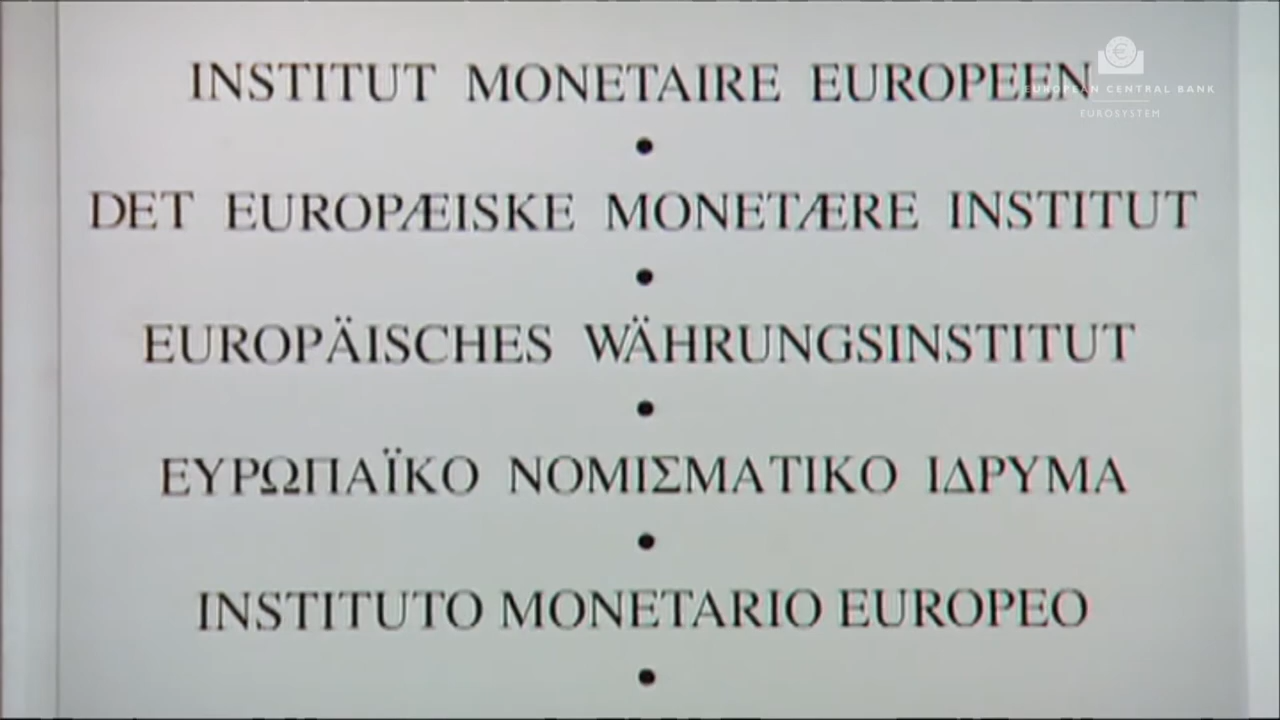 INSTITUT MONETAIRE EUROPEEN
EUROPEAN CENTRAL BANK
EUROSYSTEM
•
DET EUROPÆISKE MONETÆRE INSTITUT
•
EUROPÄISCHES WÄHRUNGSINSTITUT
•
ΕΥΡΩΠΑΪΚΟ ΝΟΜΙΣΜΑΤΙΚΟ ΙΔΡΥΜΑ
•
INSTITUTO MONETARIO EUROPEO
•